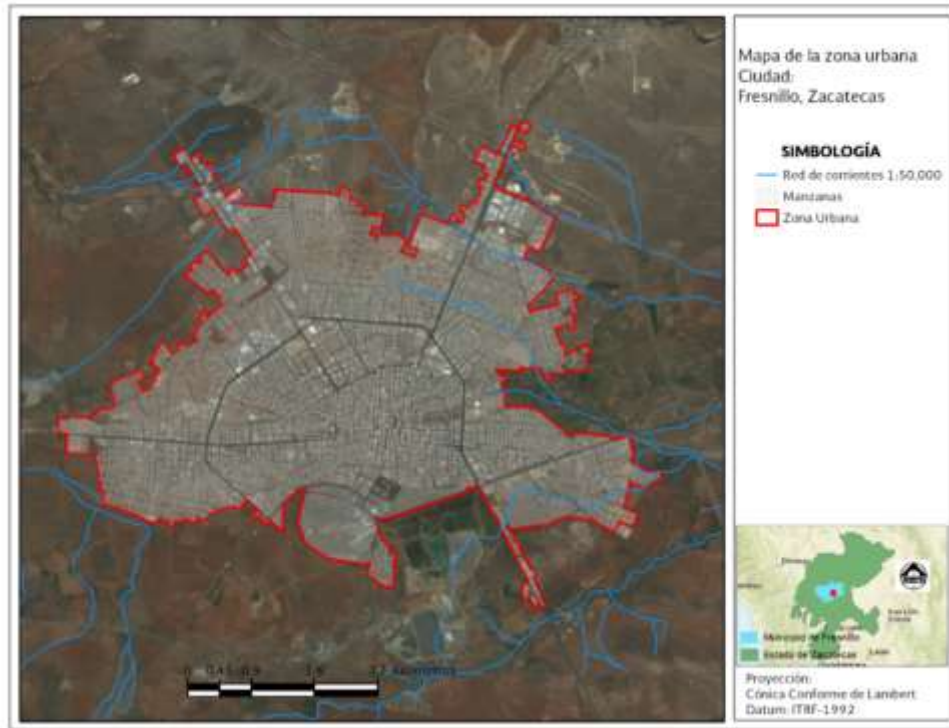 Mapa de la zona urbana
Ciudad:
Fresnillo, Zacatecas
SIMBOLOGÍA
Red de corrientes 1:50,000
Manzanas
Zona Urbana
Municipio de Fresnillo
Estado de Zacatecas
Proyección:
Cónica Conforme de Lambert
Datum: ITRF-1992